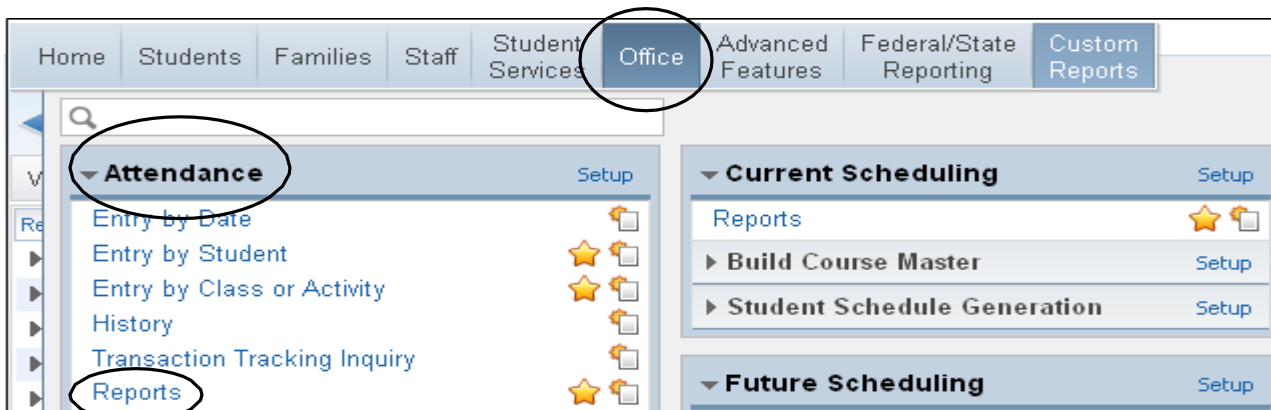 Home Students Families Staff Student Services Office Advanced Features Federal/State Reporting Custom Reports
Attendance Setup
Entry by Date
Entry by Student
Entry by Class or Activity
History
Transaction Tracking Inquiry
Reports
Current Scheduling Setup
Reports
Build Course Master Setup
Student Schedule Generation Setup
Future Scheduling Setup
V
Re